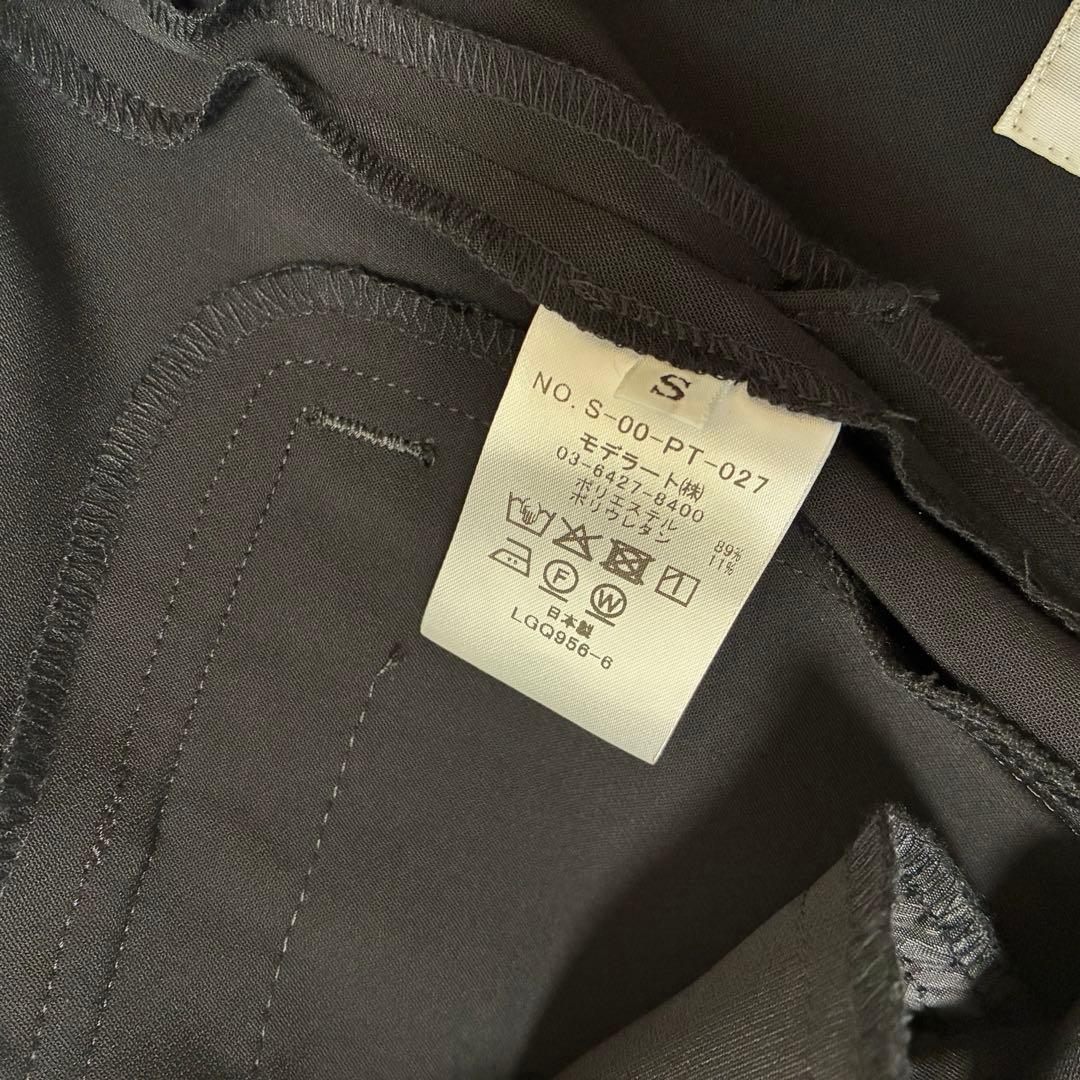 S
NO. S-00-PT-027
モデラート(株)
03-6427-8400
ポリエステル 89%
ポリウレタン 11%
F W
日本製
LGQ956-6